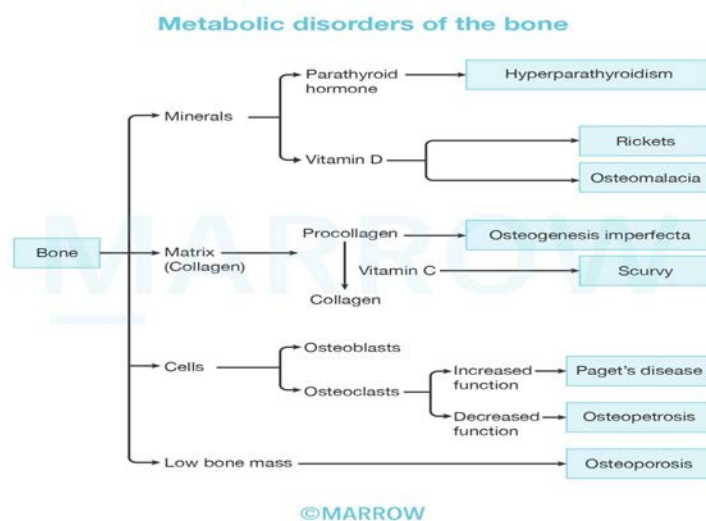 Metabolic disorders of the bone
Parathyroid
hormone
Hyperparathyroidism
Minerals
Rickets
Vitamin D
Osteomalacia
MARROW
Procollagen
Osteogenesis imperfecta
Bone
Matrix
(Collagen)
Vitamin C
Scurvy
Collagen
Osteoblasts
Cells
Increased
function
Paget's disease
Osteoclasts
Decreased
function
Osteopetrosis
Low bone mass
Osteoporosis
©MARROW